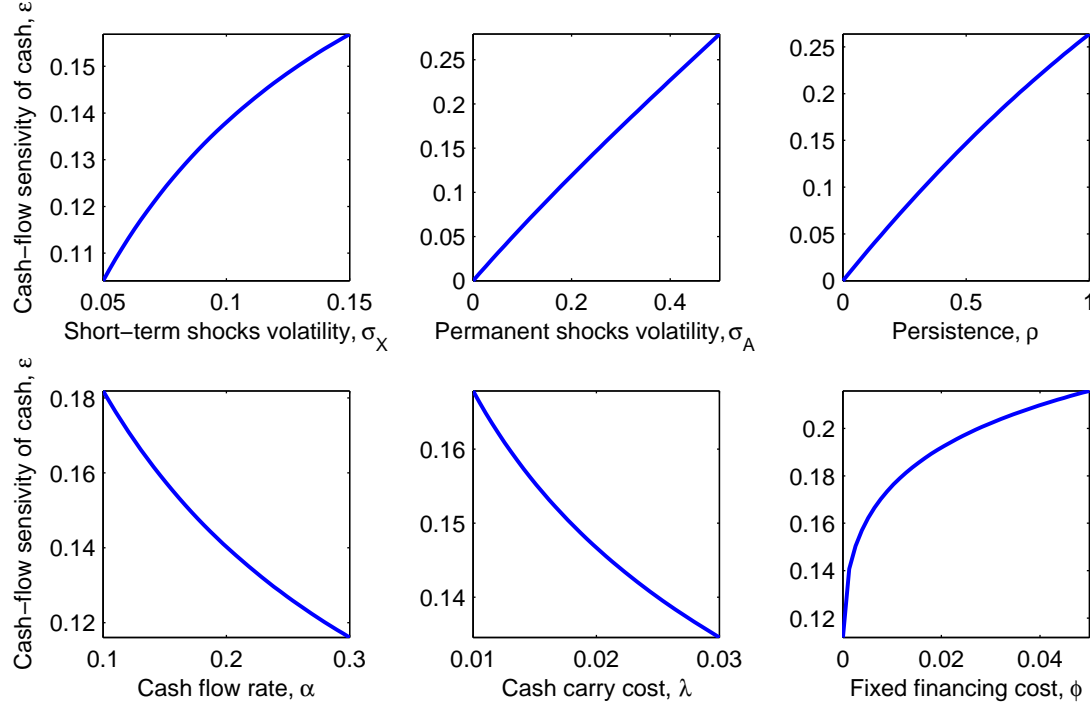 Cash−flow sensivity of cash, ε
0.15
0.14
0.13
0.12
0.11
0.05 0.1 0.15
Short−term shocks volatility, σ_X
0.25
0.2
0.15
0.1
0.05
0
0 0.2 0.4
Permanent shocks volatility, σ_A
0.25
0.2
0.15
0.1
0.05
0
0 0.5 1
Persistence, ρ
Cash−flow sensivity of cash, ε
0.18
0.16
0.14
0.12
0.1 0.2 0.3
Cash flow rate, α
0.16
0.15
0.14
0.01 0.02 0.03
Cash carry cost, λ
0.2
0.18
0.16
0.14
0.12
0 0.02 0.04
Fixed financing cost, ϕ